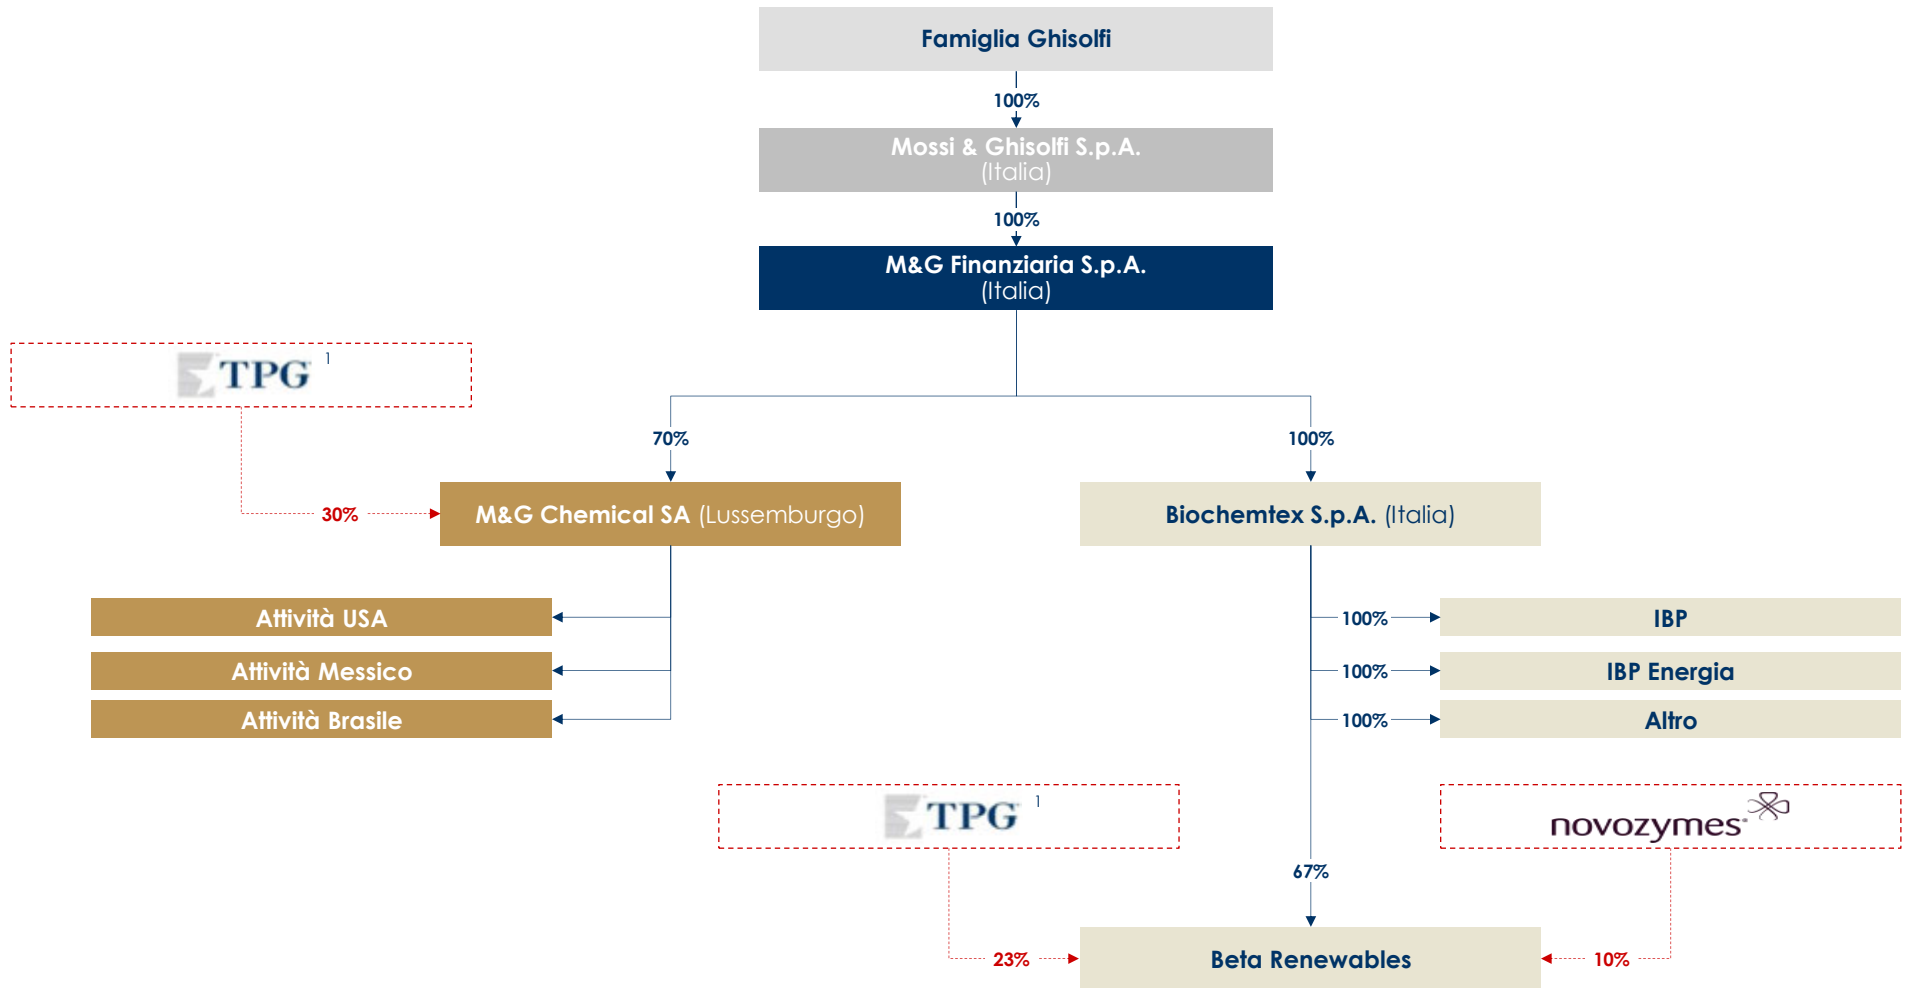 Famiglia Ghisolfi
100%
Mossi & Ghisolfi S.p.A.
(Italia)
100%
M&G Finanziaria S.p.A.
(Italia)
TPG 1
70%
100%
30%
M&G Chemical SA (Lussemburgo)
Biochemtex S.p.A. (Italia)
Attività USA
100%
IBP
Attività Messico
100%
IBP Energia
Attività Brasile
100%
Altro
TPG 1
novozymes
67%
23%
Beta Renewables
10%